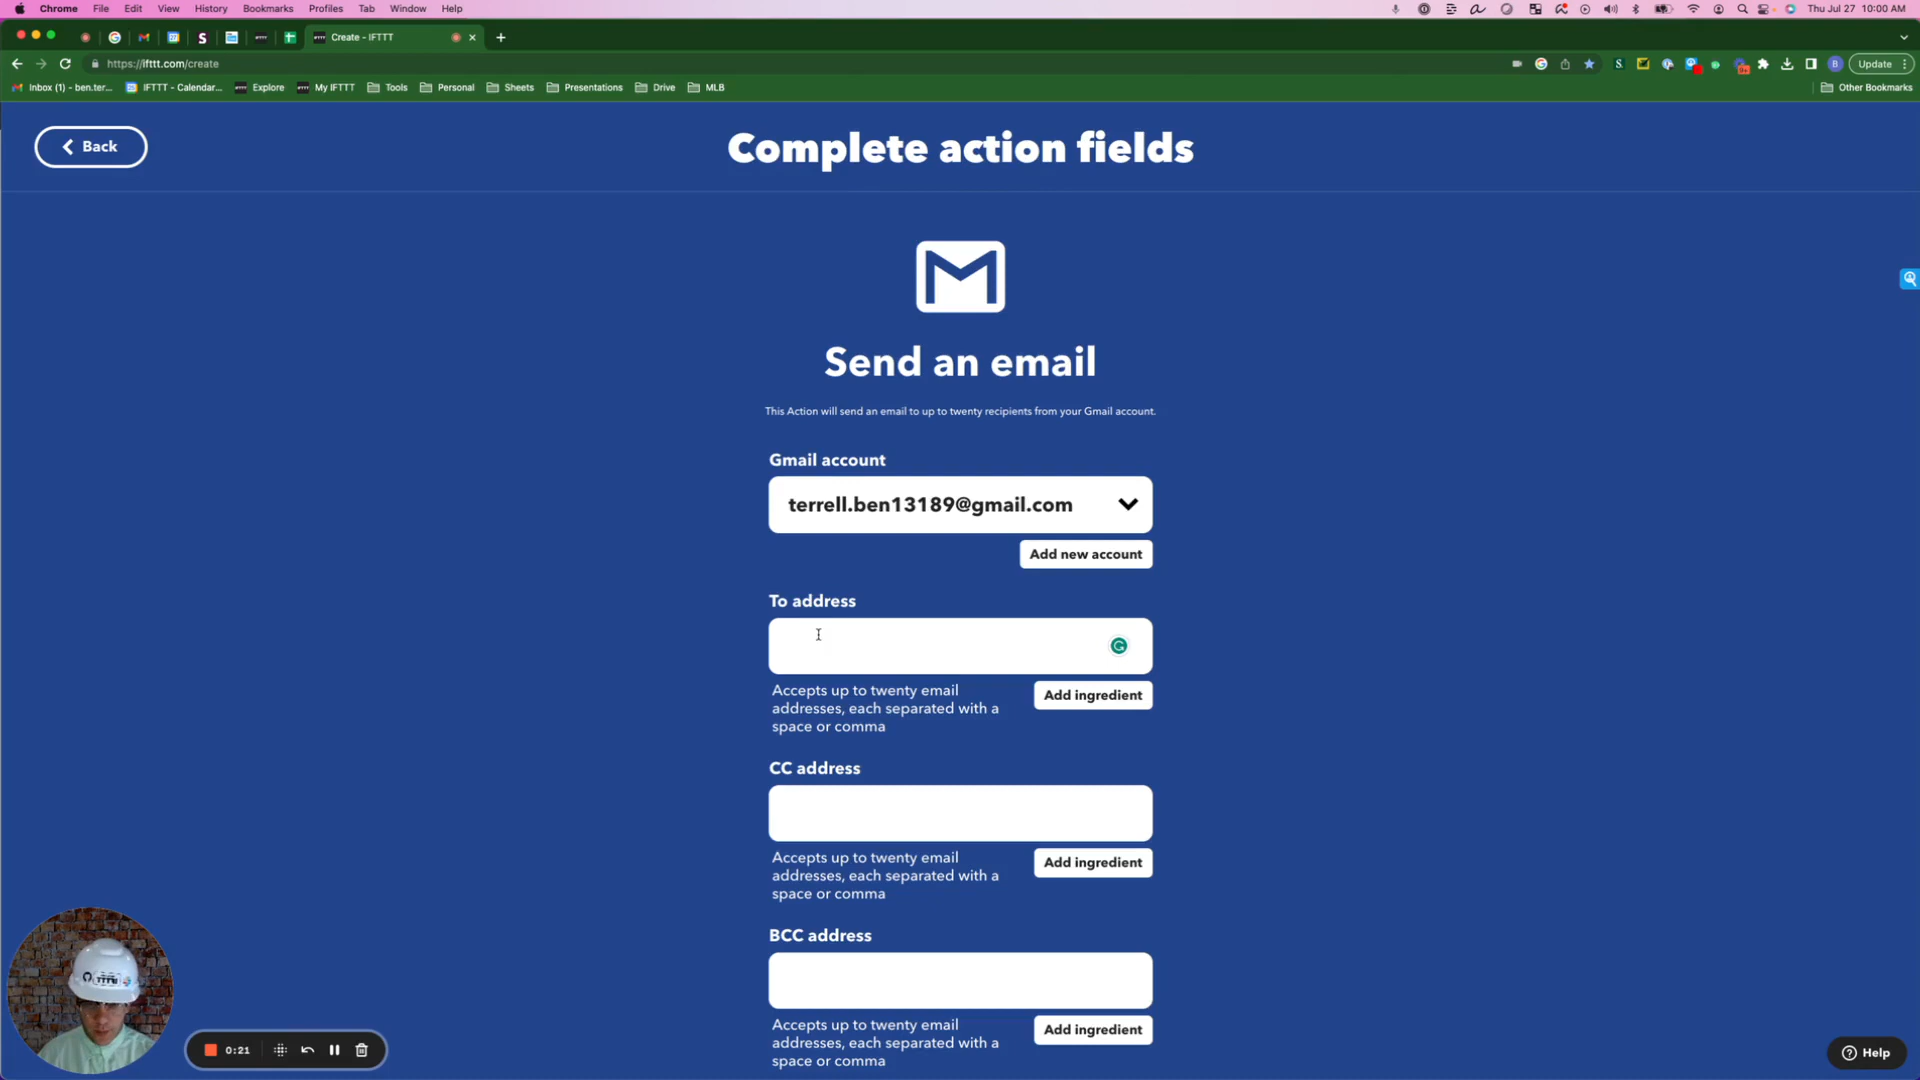 Chrome File Edit View History Bookmarks Profiles Tab Window Help Thu Jul 27 10:00 AM
Create - IFTTT
https://ifttt.com/create Update
Inbox (1) - ben.ter... IFTTT - Calendar... Explore My IFTTT Tools Personal Sheets Presentations Drive MLB Other Bookmarks
Back
Complete action fields
Send an email
This Action will send an email to up to twenty recipients from your Gmail account.
Gmail account
terrell.ben13189@gmail.com
Add new account
To address
Accepts up to twenty email
addresses, each separated with a
space or comma
Add ingredient
CC address
Accepts up to twenty email
addresses, each separated with a
space or comma
Add ingredient
BCC address
Accepts up to twenty email
addresses, each separated with a
space or comma
Add ingredient
0:21
Help